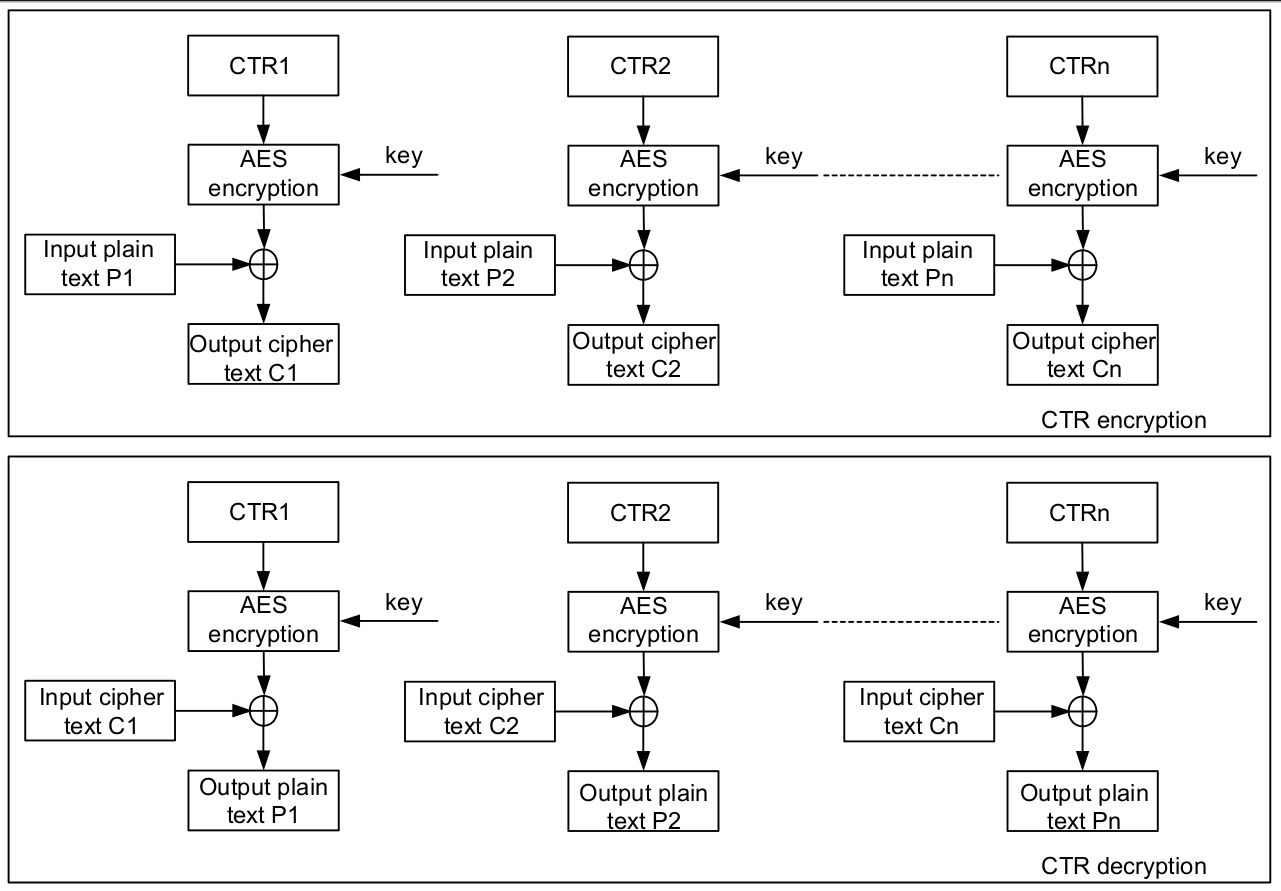 CTR1
CTR2
CTRn
AES
encryption
key
AES
encryption
key
AES
encryption
key
Input plain
text P1
Input plain
text P2
Input plain
text Pn
Output cipher
text C1
Output cipher
text C2
Output cipher
text Cn
CTR encryption
CTR1
CTR2
CTRn
AES
encryption
key
AES
encryption
key
AES
encryption
key
Input cipher
text C1
Input cipher
text C2
Input cipher
text Cn
Output plain
text P1
Output plain
text P2
Output plain
text Pn
CTR decryption